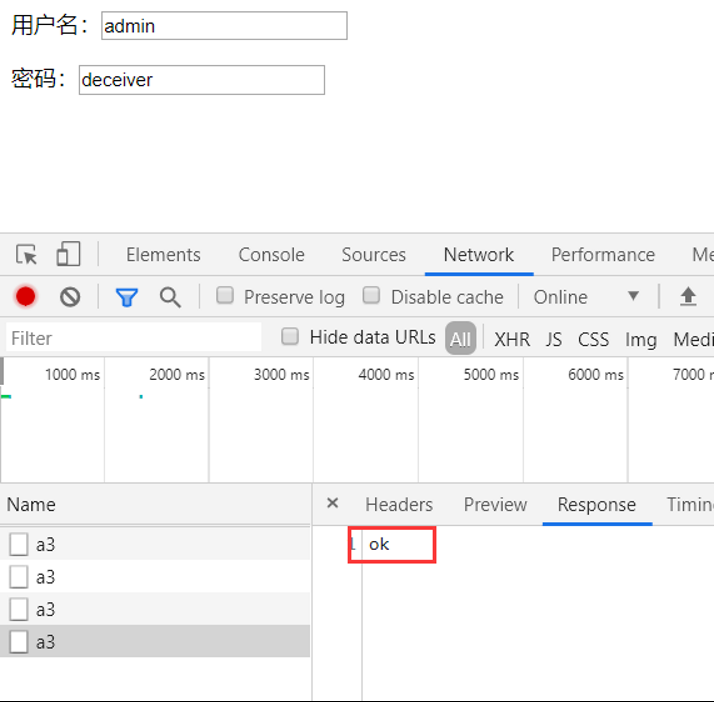 用户名：admin
密码：deceiver
Elements Console Sources Network Performance Me
Preserve log Disable cache Online
Filter Hide data URLs All XHR JS CSS Img Medi
1000 ms 2000 ms 3000 ms 4000 ms 5000 ms 6000 ms 7000 r
Name × Headers Preview Response Timin
a3 1 ok
a3
a3
a3